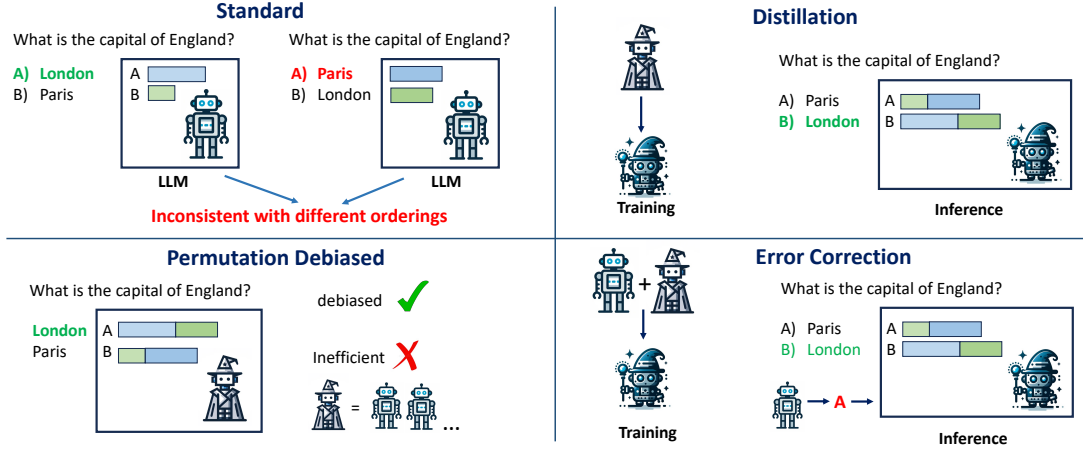 Standard
What is the capital of England?
A) London
B) Paris
A
B
LLM
What is the capital of England?
A) Paris
B) London
LLM
Inconsistent with different orderings
Distillation
Training
What is the capital of England?
A) Paris
B) London
A
B
Inference
Permutation Debiased
What is the capital of England?
London
Paris
A
B
debiased
Inefficient
= ...
Error Correction
+
Training
What is the capital of England?
A) Paris
B) London
A
B
A
Inference